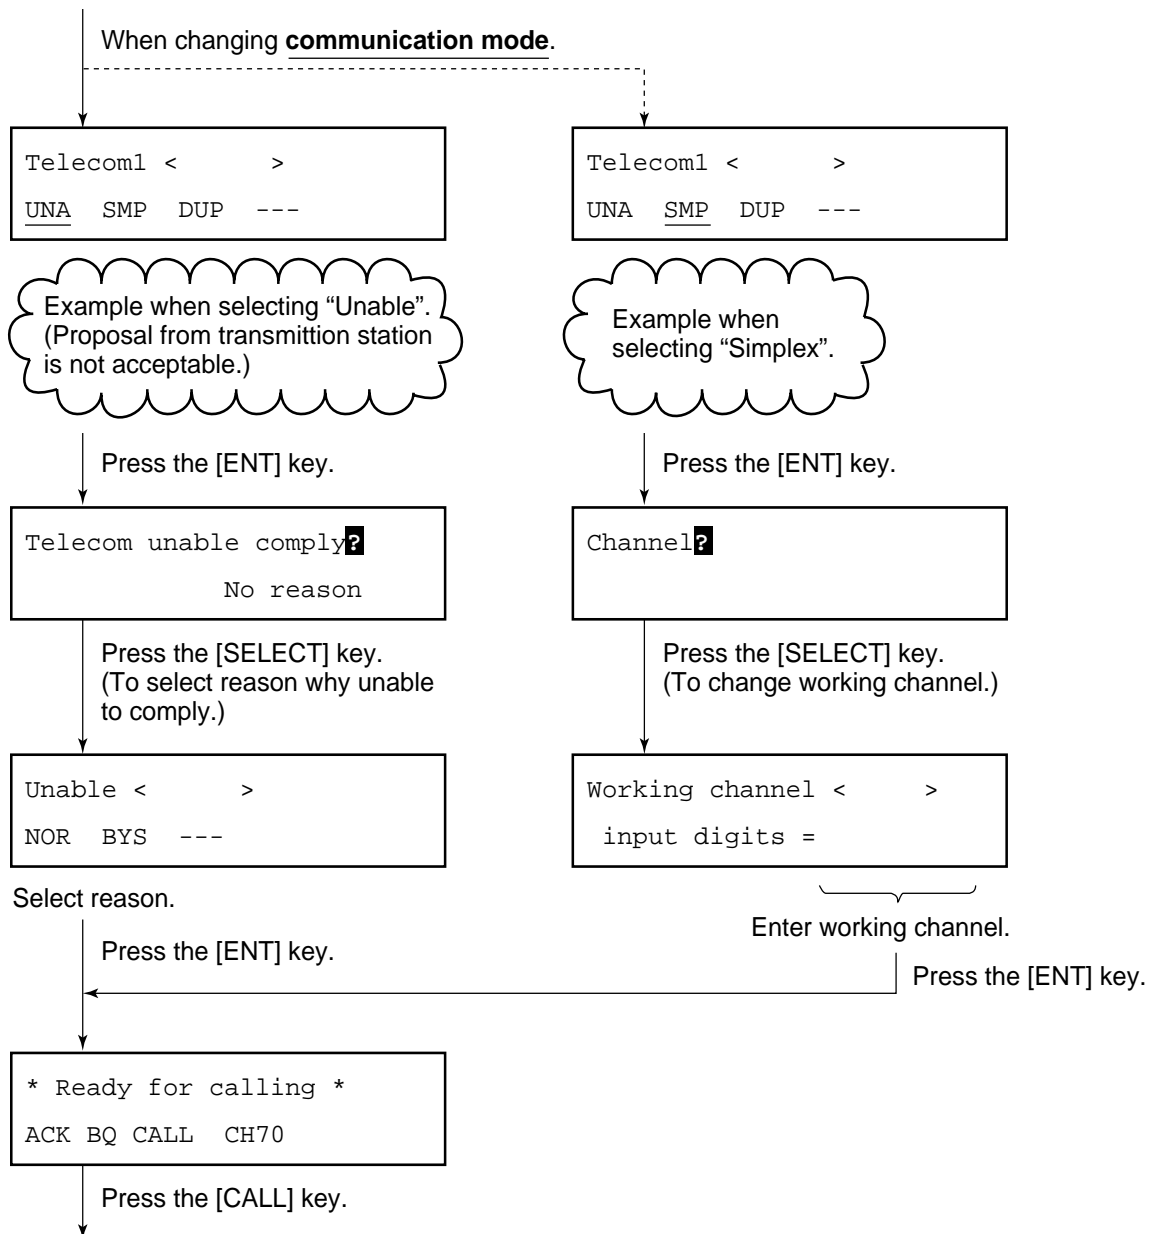 When changing communication mode.
Telecom1 < >
UNA SMP DUP ---
Example when selecting “Unable”.
(Proposal from transmittion station
is not acceptable.)
Press the [ENT] key.
Telecom unable comply?
No reason
Press the [SELECT] key.
(To select reason why unable
to comply.)
Unable < >
NOR BYS ---
Select reason.
Press the [ENT] key.
Telecom1 < >
UNA SMP DUP ---
Example when
selecting “Simplex”.
Press the [ENT] key.
Channel?
Press the [SELECT] key.
(To change working channel.)
Working channel < >
input digits =
Enter working channel.
Press the [ENT] key.
* Ready for calling *
ACK BQ CALL CH70
Press the [CALL] key.